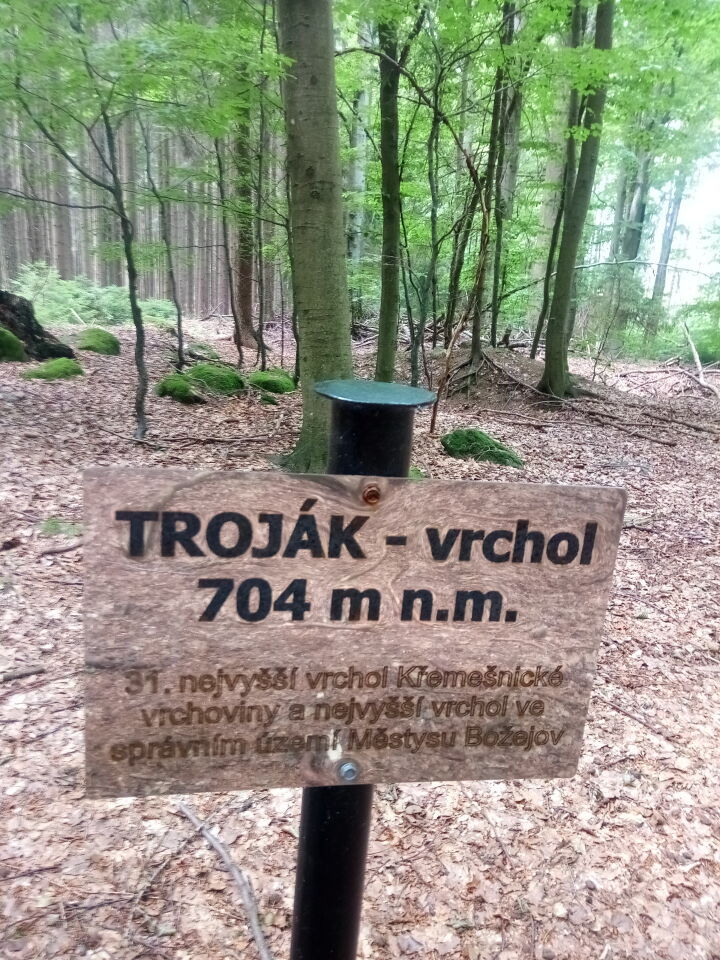 TROJÁK - vrchol
704 m n.m.
31. nejvyšší vrchol Křemešnické
vrchoviny a nejvyšší vrchol ve
správním území Městysu Božejov